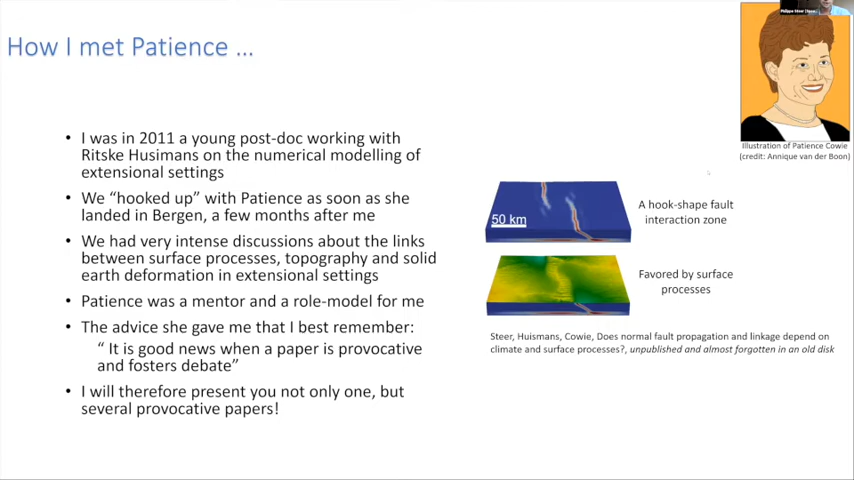 How I met Patience ...
• I was in 2011 a young post-doc working with
Ritske Husimans on the numerical modelling of
extensional settings
• We “hooked up” with Patience as soon as she
landed in Bergen, a few months after me
• We had very intense discussions about the links
between surface processes, topography and solid
earth deformation in extensional settings
• Patience was a mentor and a role-model for me
• The advice she gave me that I best remember:
“ It is good news when a paper is provocative
and fosters debate”
• I will therefore present you not only one, but
several provocative papers!
Illustration of Patience Cowie
(credit: Annique van der Boon)
50 km
A hook-shape fault
interaction zone
Favored by surface
processes
Steer, Huismans, Cowie, Does normal fault propagation and linkage depend on
climate and surface processes?, unpublished and almost forgotten in an old disk